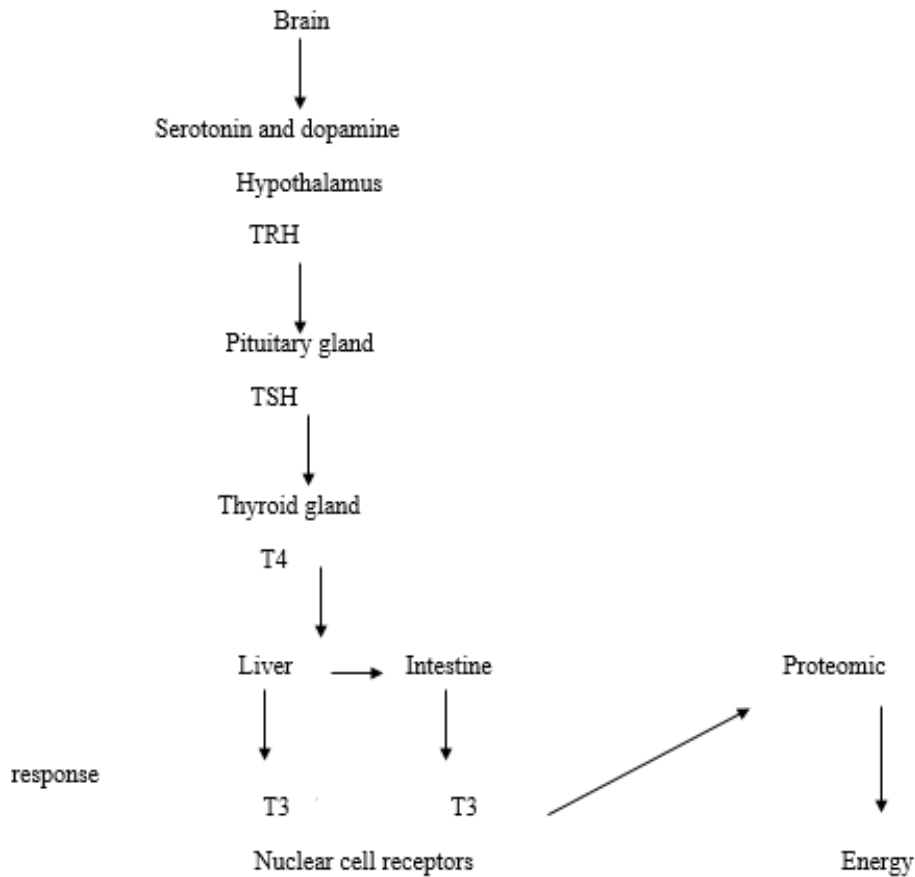 Brain
Serotonin and dopamine
Hypothalamus
TRH
Pituitary gland
TSH
Thyroid gland
T4
Liver Intestine Proteomic
response
T3 T3
Nuclear cell receptors Energy